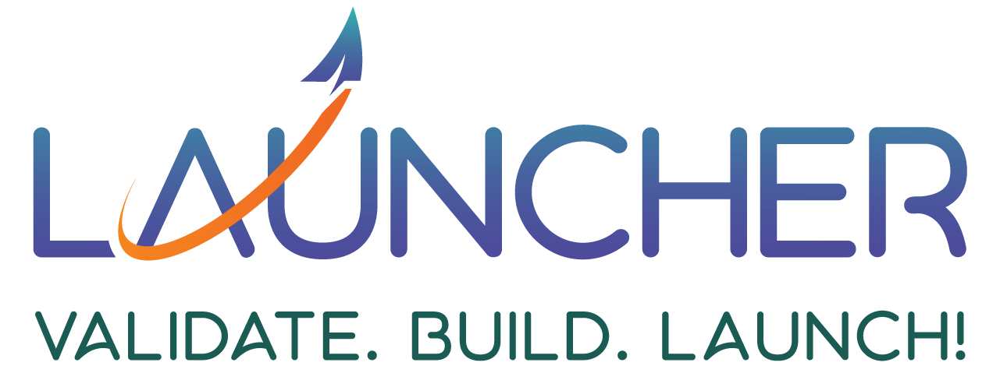 LAUNCHER
VALIDATE. BUILD. LAUNCH!